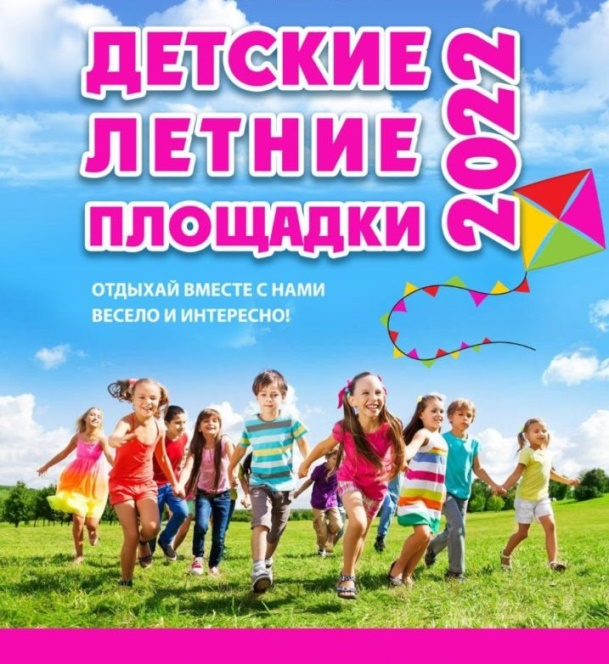 ДЕТСКИЕ
ЛЕТНИЕ
ПЛОЩАДКИ
2022
ОТДЫХАЙ ВМЕСТЕ С НАМИ
ВЕСЕЛО И ИНТЕРЕСНО!